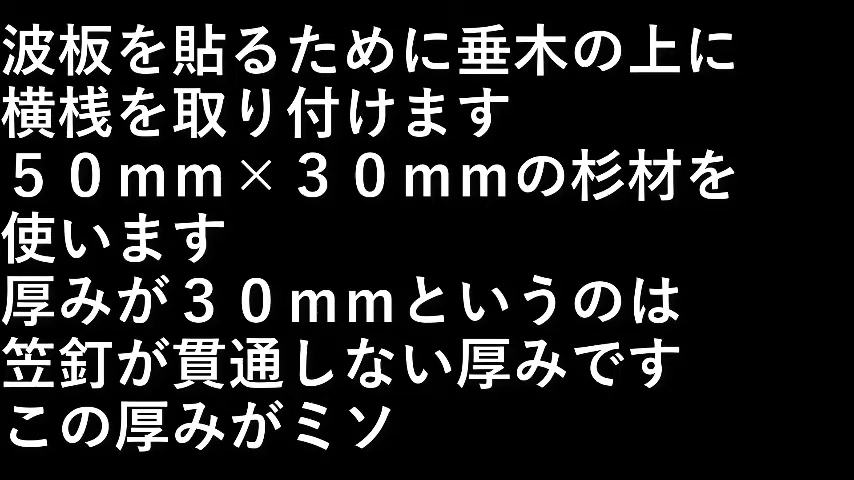 波板を貼るために垂木の上に
横桟を取り付けます
５０ｍｍ×３０ｍｍの杉材を
使います
厚みが３０ｍｍというのは
笠釘が貫通しない厚みです
この厚みがミソ